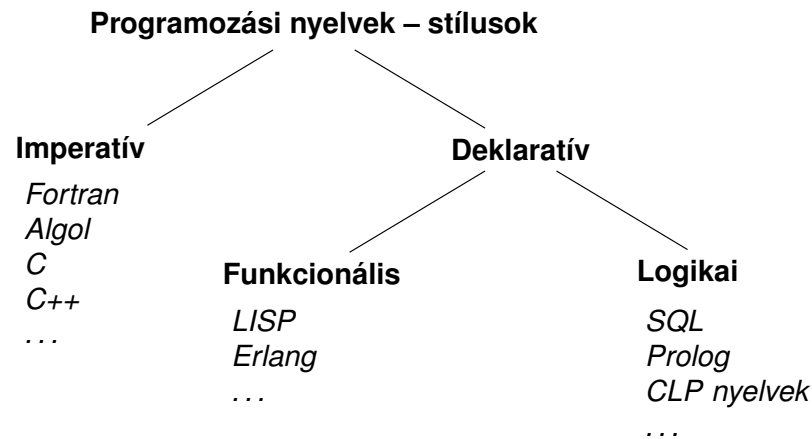 Programozási nyelvek – stílusok
Imperatív
Fortran
Algol
C
C++
. . .
Deklaratív
Funkcionális
LISP
Erlang
. . .
Logikai
SQL
Prolog
CLP nyelvek
. . .